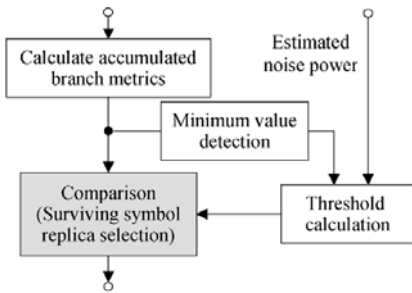 Calculate accumulated
branch metrics
Estimated
noise power
Minimum value
detection
Comparison
(Surviving symbol
replica selection)
Threshold
calculation